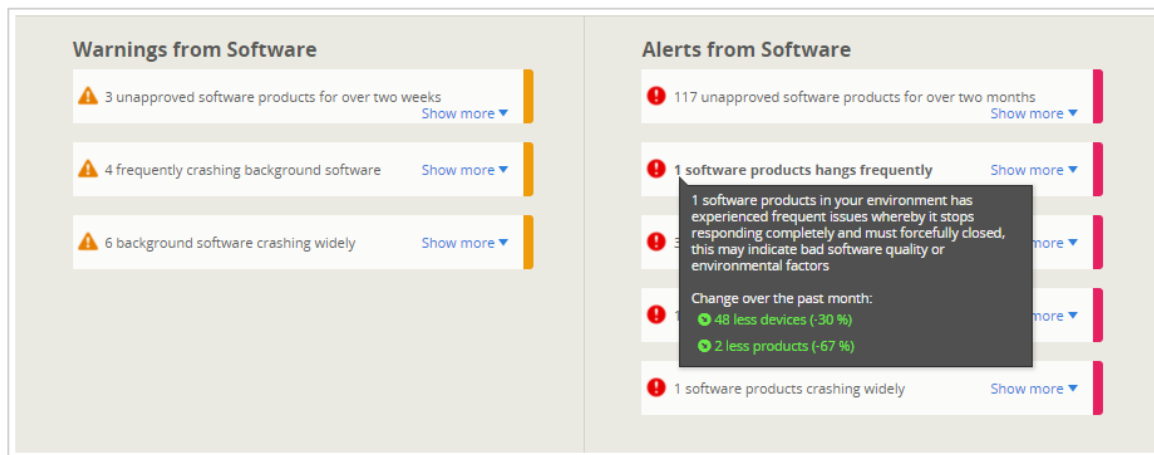 Warnings from Software
3 unapproved software products for over two weeks
Show more
4 frequently crashing background software
Show more
6 background software crashing widely
Show more
Alerts from Software
117 unapproved software products for over two months
Show more
1 software products hangs frequently
Show more
1 software products in your environment has
experienced frequent issues whereby it stops
responding completely and must forcefully closed,
this may indicate bad software quality or
environmental factors
Change over the past month:
48 less devices (-30 %)
2 less products (-67 %)
more
more
1 software products crashing widely
Show more